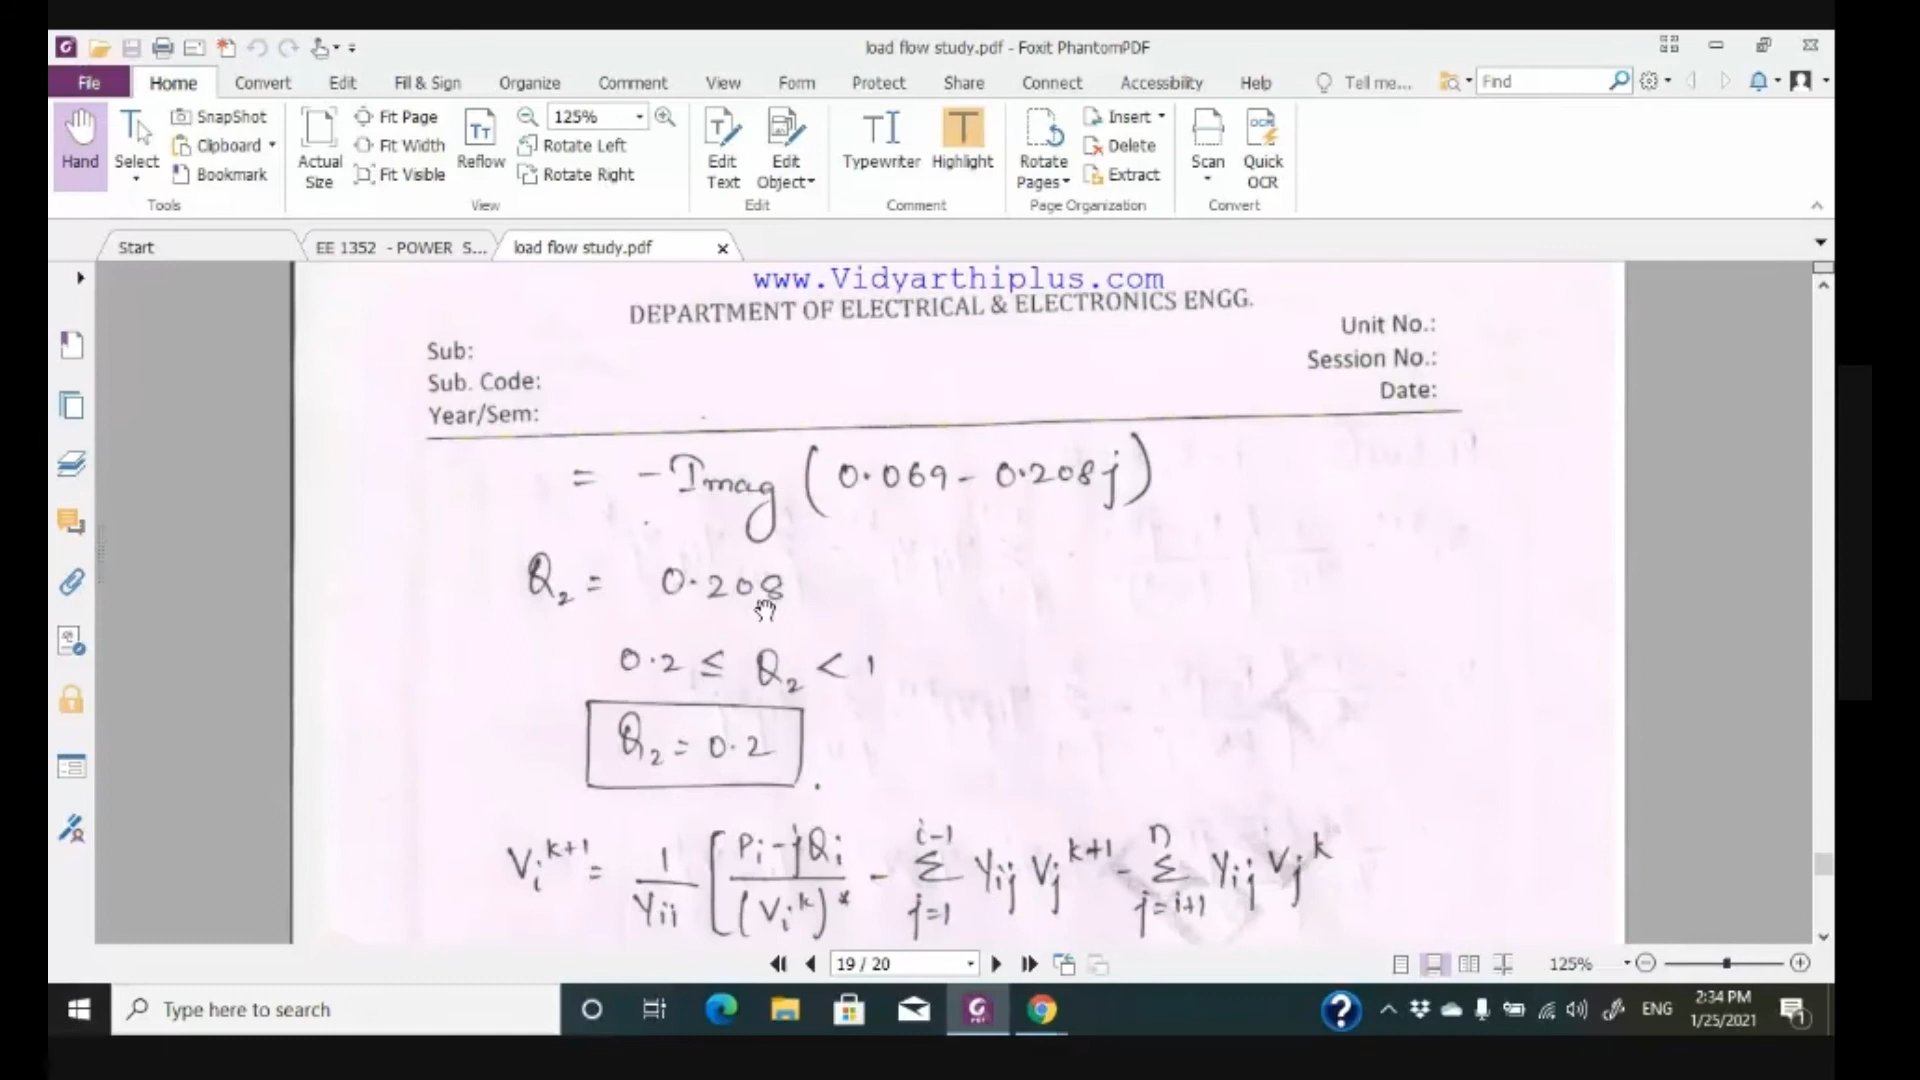 load flow study.pdf - Foxit PhantomPDF
File Home Convert Edit Fill & Sign Organize Comment View Form Protect Share Connect Accessibility Help Tell me... Find
Hand
Select
SnapShot
Clipboard
Bookmark
Tools
Actual Size
Fit Page
Fit Width
Fit Visible
Reflow
125%
Rotate Left
Rotate Right
View
Edit Text
Edit Object
Edit
Typewriter
Highlight
Comment
Rotate Pages
Insert
Delete
Extract
Page Organization
Scan
Quick OCR
Convert
Start
EE 1352 - POWER S...
load flow study.pdf
www.Vidyarthiplus.com
DEPARTMENT OF ELECTRICAL & ELECTRONICS ENGG.
Unit No.:
Sub:
Session No.:
Sub. Code:
Date:
Year/Sem:
= - Imag (0.069 - 0.208j)
Q₂ = 0.208
0.2 ≤ Q₂ < 1
Q₂ = 0.2
Vᵢᵏ⁺¹ = 1/Yᵢᵢ [ Pᵢ-jQᵢ/(Vᵢᵏ)* - Σ_{j=1}^{i-1} Yᵢⱼ Vⱼᵏ⁺¹ - Σ_{j=i+1}^{n} Yᵢⱼ Vⱼᵏ
19 / 20
125%
Type here to search
ENG
2:34 PM
1/25/2021
1